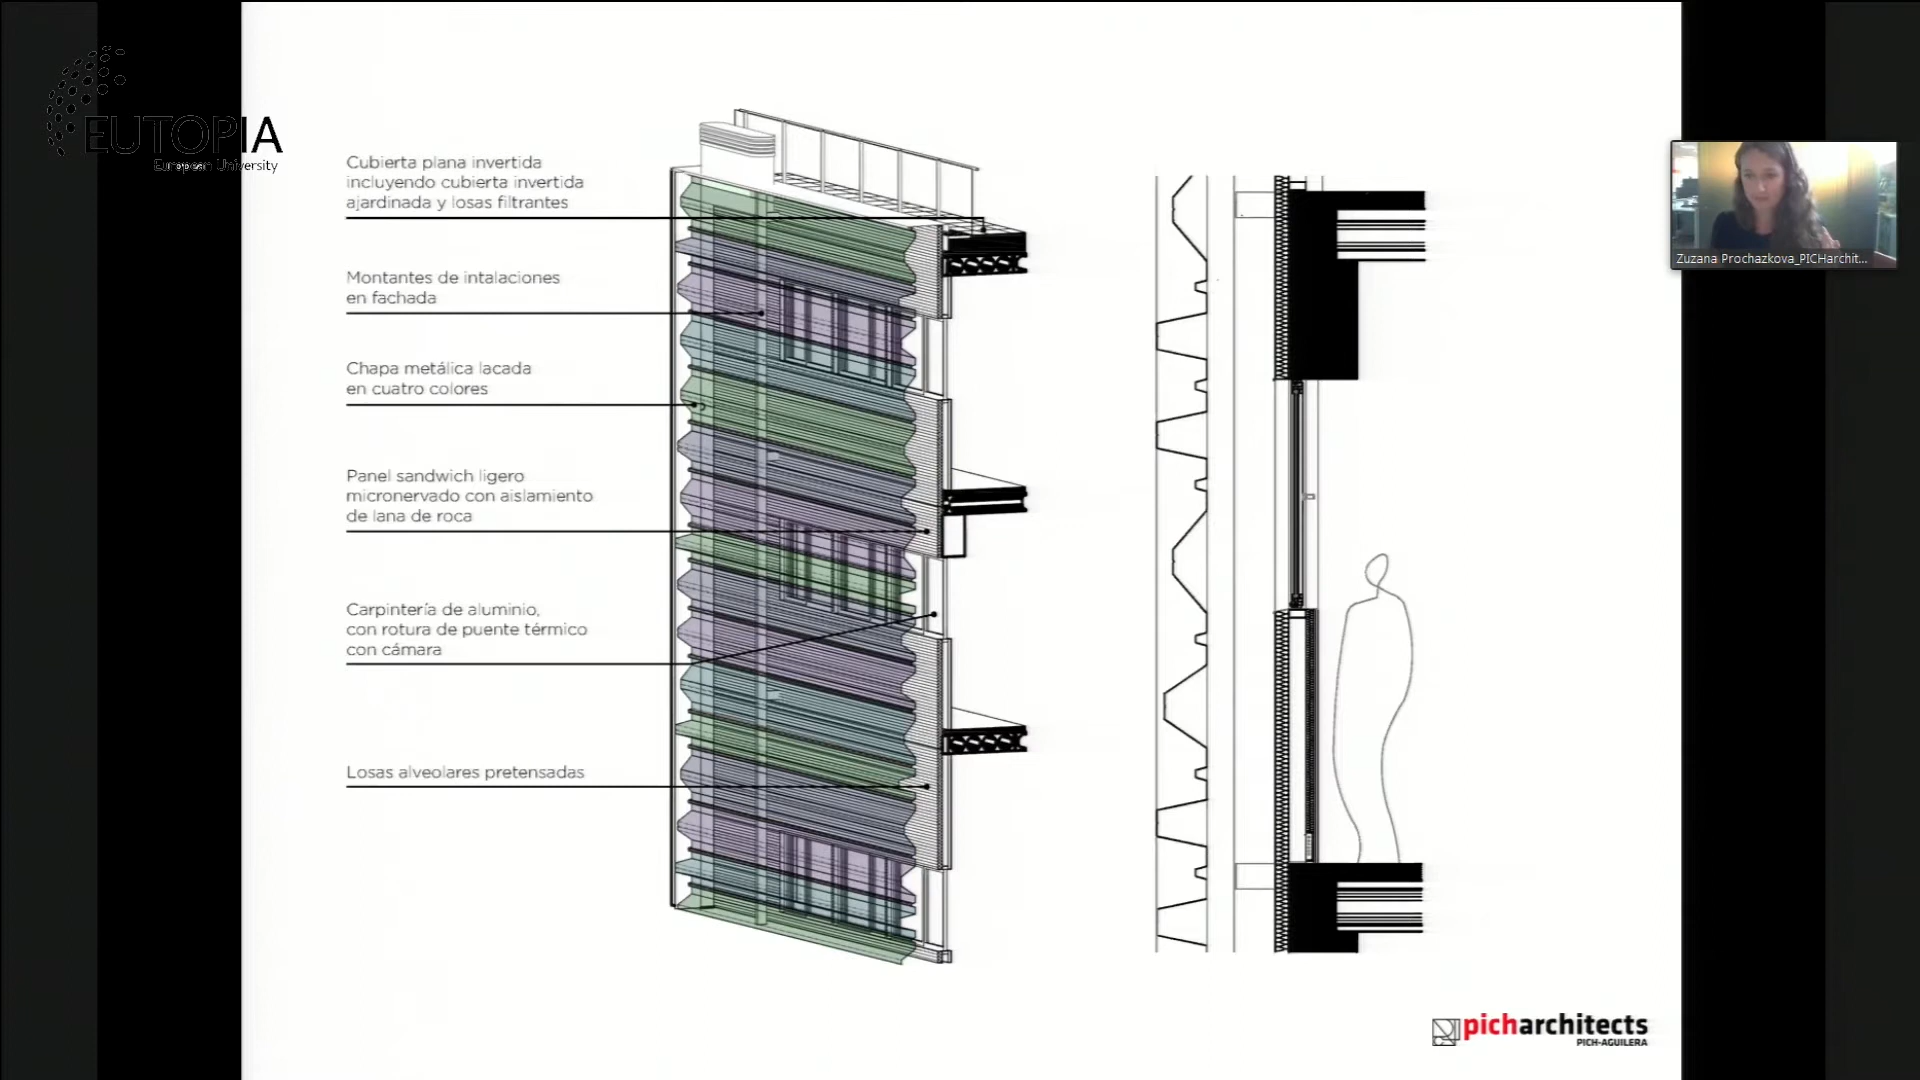 EUTOPIA
European University
Cubierta plana invertida
incluyendo cubierta invertida
ajardinada y losas filtrantes
Montantes de intalaciones
en fachada
Chapa metálica lacada
en cuatro colores
Panel sandwich ligero
micronervado con aislamiento
de lana de roca
Carpintería de aluminio,
con rotura de puente térmico
con cámara
Losas alveolares pretensadas
Zuzana Prochazkova_PICHarchit...
picharchitects
PICH-AGUILERA